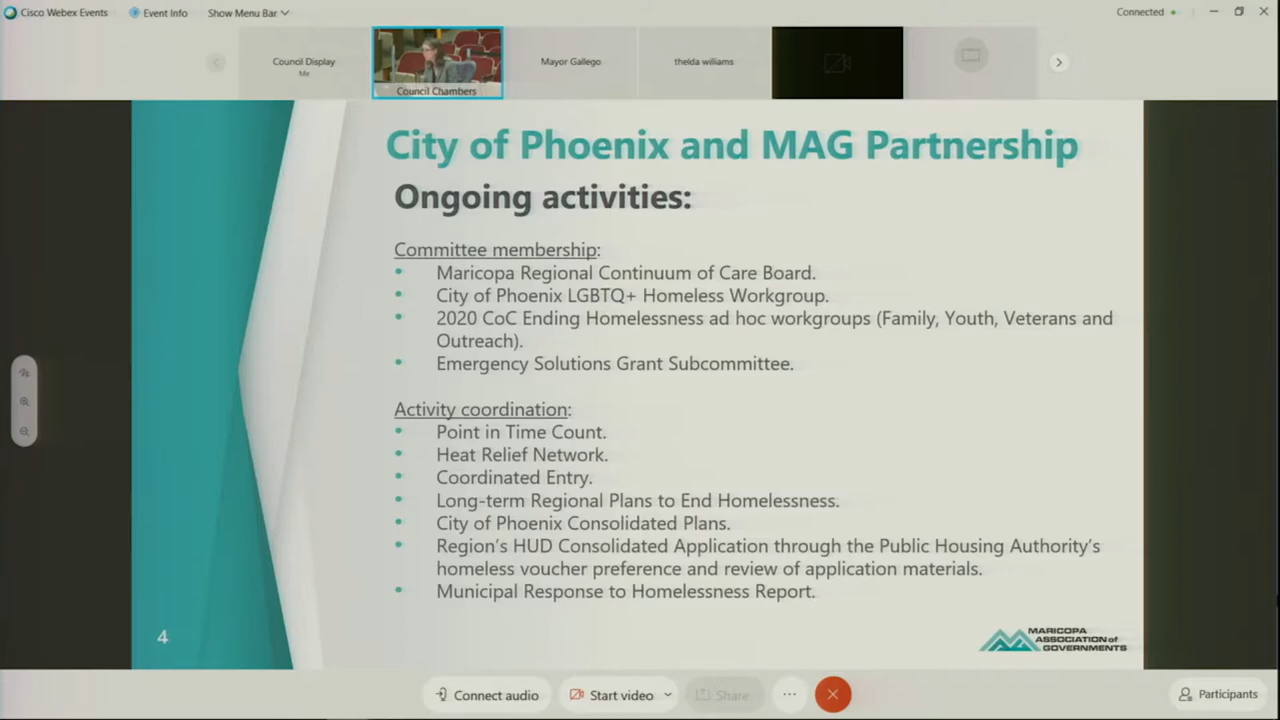 Cisco Webex Events
Event Info
Show Menu Bar
Connected
Council Display
Me
Council Chambers
Mayor Gallego
thelda williams
City of Phoenix and MAG Partnership
Ongoing activities:
Committee membership:
• Maricopa Regional Continuum of Care Board.
• City of Phoenix LGBTQ+ Homeless Workgroup.
• 2020 CoC Ending Homelessness ad hoc workgroups (Family, Youth, Veterans and
Outreach).
• Emergency Solutions Grant Subcommittee.
Activity coordination:
• Point in Time Count.
• Heat Relief Network.
• Coordinated Entry.
• Long-term Regional Plans to End Homelessness.
• City of Phoenix Consolidated Plans.
• Region's HUD Consolidated Application through the Public Housing Authority's
homeless voucher preference and review of application materials.
• Municipal Response to Homelessness Report.
4
MARICOPA
ASSOCIATION of
GOVERNMENTS
Connect audio
Start video
Share
Participants